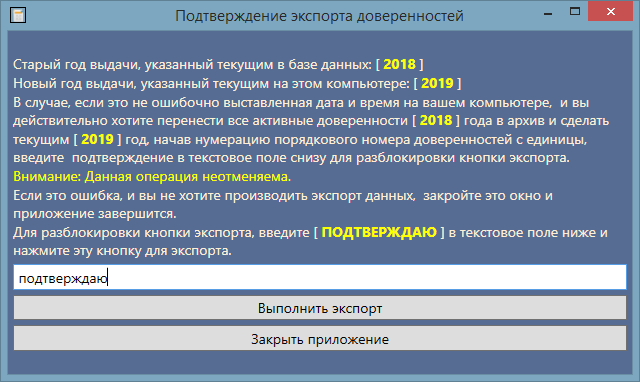 Подтверждение экспорта доверенностей
Старый год выдачи, указанный текущим в базе данных: [ 2018 ]
Новый год выдачи, указанный текущим на этом компьютере: [ 2019 ]
В случае, если это не ошибочно выставленная дата и время на вашем компьютере,  и вы
действительно хотите перенести все активные доверенности [ 2018 ] года в архив и сделать
текущим [ 2019 ] год, начав нумерацию порядкового номера доверенностей с единицы,
введите  подтверждение в текстовое поле снизу для разблокировки кнопки экспорта.
Внимание: Данная операция неотменяема.
Если это ошибка, и вы не хотите производить экспорт данных,  закройте это окно и
приложение завершится.
Для разблокировки кнопки экспорта, введите [ ПОДТВЕРЖДАЮ ] в текстовое поле ниже и
нажмите эту кнопку для экспорта.
подтверждаю
Выполнить экспорт
Закрыть приложение